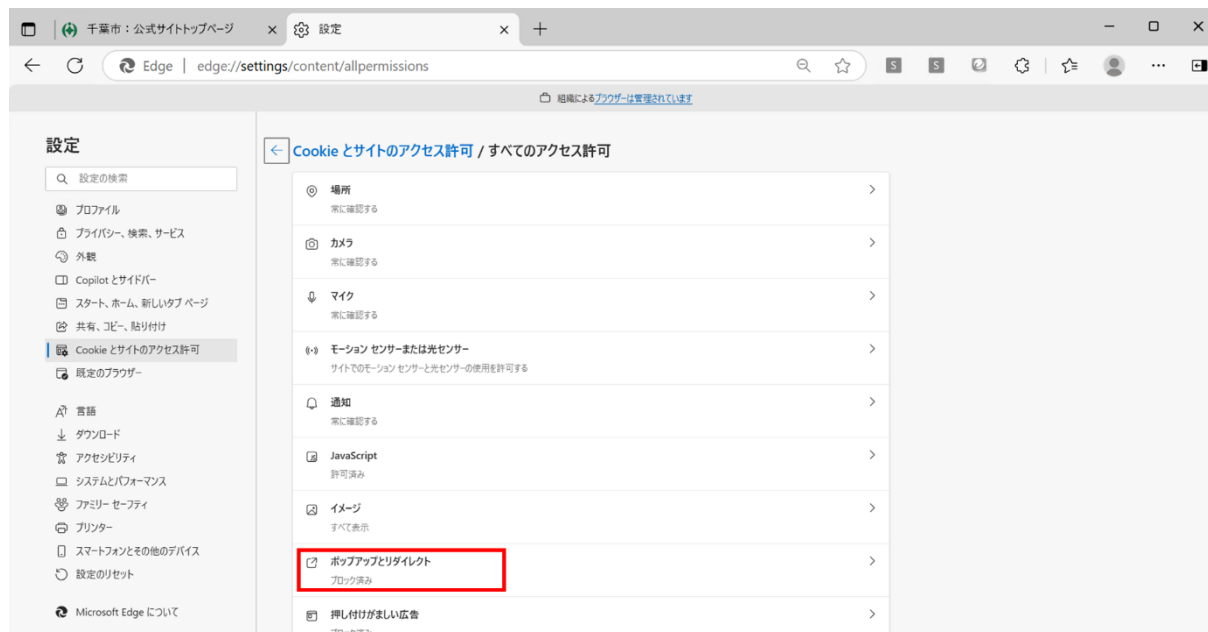 千葉市：公式サイトトップページ
設定
Edge
edge://settings/content/allpermissions
S
S
組織によるブラウザーは管理されています
設定
設定の検索
プロファイル
プライバシー、検索、サービス
外観
Copilot とサイドバー
スタート、ホーム、新しいタブ ページ
共有、コピー、貼り付け
Cookie とサイトのアクセス許可
既定のブラウザー
言語
ダウンロード
アクセシビリティ
システムとパフォーマンス
ファミリー セーフティ
プリンター
スマートフォンとその他のデバイス
設定のリセット
Microsoft Edge について
Cookie とサイトのアクセス許可 / すべてのアクセス許可
場所
常に確認する
カメラ
常に確認する
マイク
常に確認する
モーション センサーまたは光センサー
サイトでのモーション センサーと光センサーの使用を許可する
通知
常に確認する
JavaScript
許可済み
イメージ
すべて表示
ポップアップとリダイレクト
ブロック済み
押し付けがましい広告